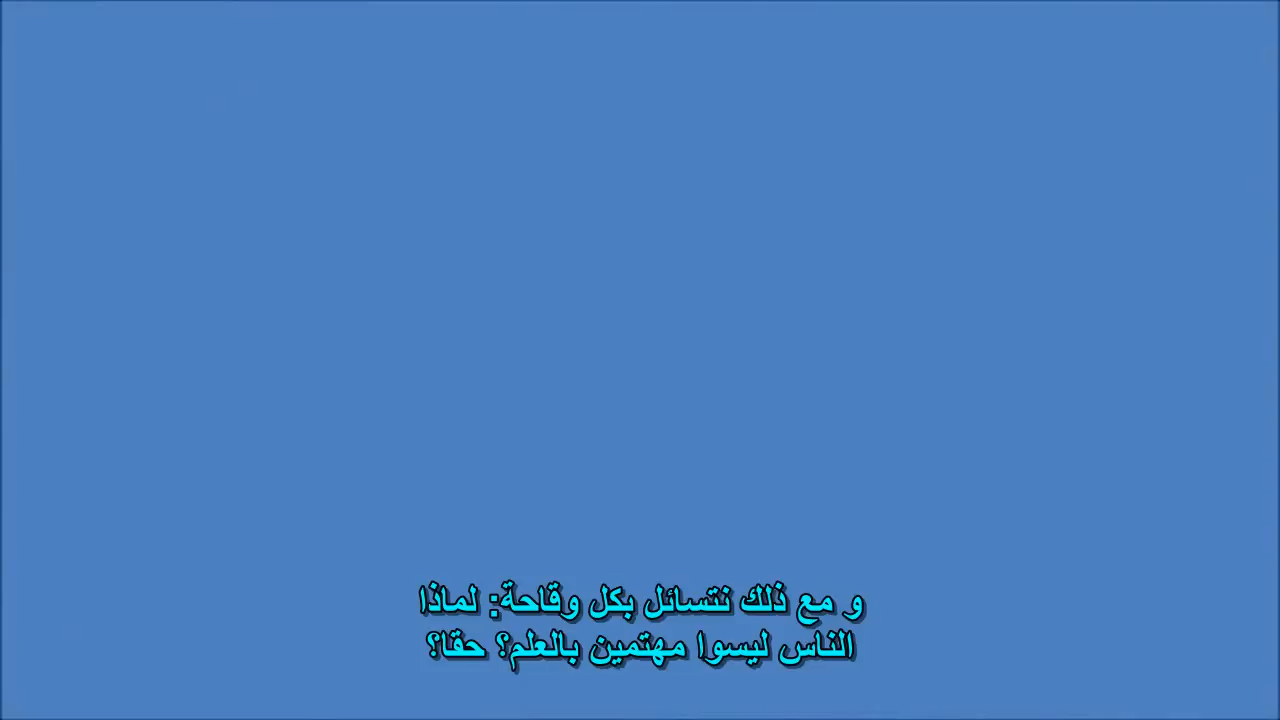 و مع ذلك نتسائل بكل وقاحة: لماذا
الناس ليسوا مهتمين بالعلم؟ حقا؟